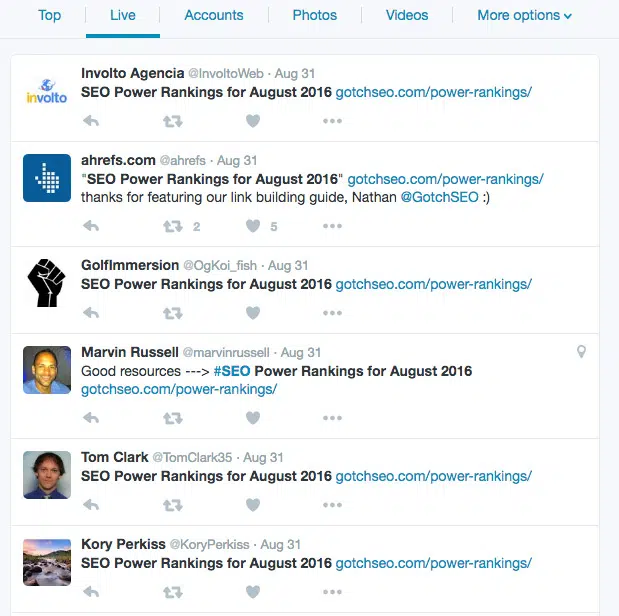 Top Live Accounts Photos Videos More options
involto
Involto Agencia @InvoltoWeb · Aug 31
SEO Power Rankings for August 2016 gotchseo.com/power-rankings/
ahrefs.com @ahrefs · Aug 31
"SEO Power Rankings for August 2016" gotchseo.com/power-rankings/
thanks for featuring our link building guide, Nathan @GotchSEO :)
2 5
GolfImmersion @OgKoi_fish · Aug 31
SEO Power Rankings for August 2016 gotchseo.com/power-rankings/
Marvin Russell @marvinrussell · Aug 31
Good resources ---> #SEO Power Rankings for August 2016
gotchseo.com/power-rankings/
Tom Clark @TomClark35 · Aug 31
SEO Power Rankings for August 2016 gotchseo.com/power-rankings/
Kory Perkiss @KoryPerkiss · Aug 31
SEO Power Rankings for August 2016 gotchseo.com/power-rankings/